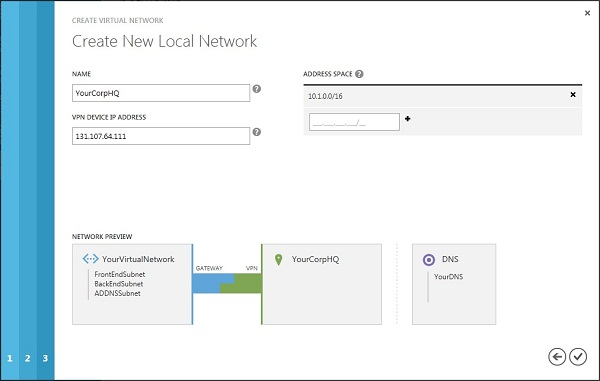 CREATE VIRTUAL NETWORK
Create New Local Network
NAME
YourCorpHQ
VPN DEVICE IP ADDRESS
131.107.64.111
ADDRESS SPACE
10.1.0.0/16
___.___.___.___/__
NETWORK PREVIEW
YourVirtualNetwork
FrontEndSubnet
BackEndSubnet
ADDNSSubnet
GATEWAY VPN
YourCorpHQ
DNS
YourDNS
1 2 3